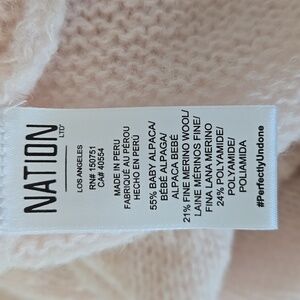 NATION
LTD
LOS ANGELES
RN# 150751
CA# 40554
MADE IN PERU
FABRIQUÉ AU PÉROU
HECHO EN PERÚ
55% BABY ALPACA/
BÉBÉ ALPAGA/
ALPACA BEBÉ
21% FINE MERINO WOOL/
LAINE MÉRINOS FINE/
FINA LANA MERINO
24% POLYAMIDE/
POLYAMIDE/
POLIAMIDA
#PerfectlyUndone